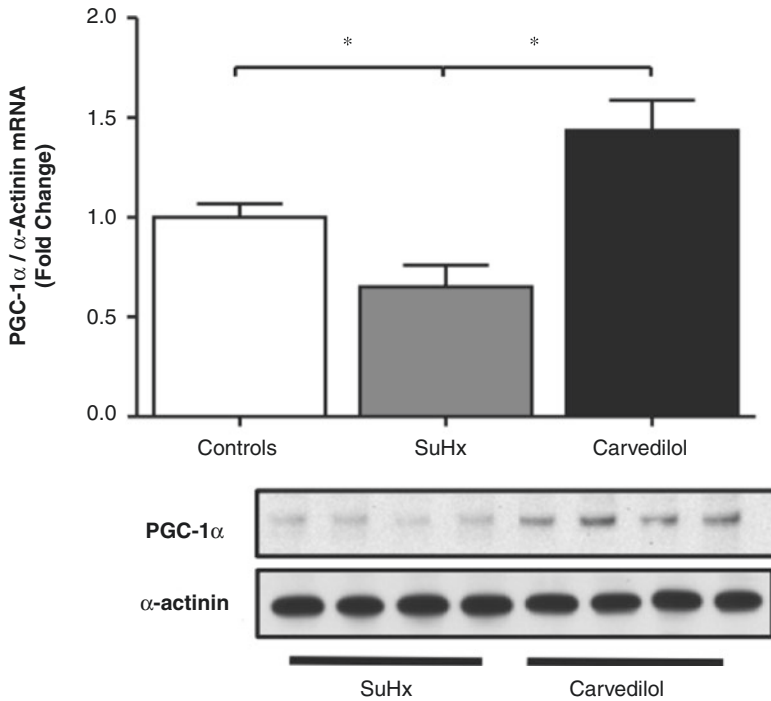 PGC-1α / α-Actinin mRNA
(Fold Change)
2.0
1.5
1.0
0.5
0.0
* *
Controls SuHx Carvedilol
PGC-1α
α-actinin
SuHx Carvedilol